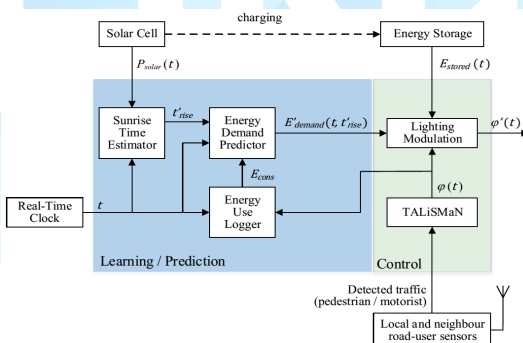 charging
Solar Cell
Energy Storage
P_solar(t)
E_stored(t)
t'_rise
Sunrise
Time
Estimator
Energy
Demand
Predictor
E'_demand(t, t'_rise)
Lighting
Modulation
φ'(t)
E_cons
φ(t)
Real-Time
Clock
t
Energy
Use
Logger
TALiSMaN
Learning / Prediction
Control
Detected traffic
(pedestrian / motorist)
Local and neighbour
road-user sensors